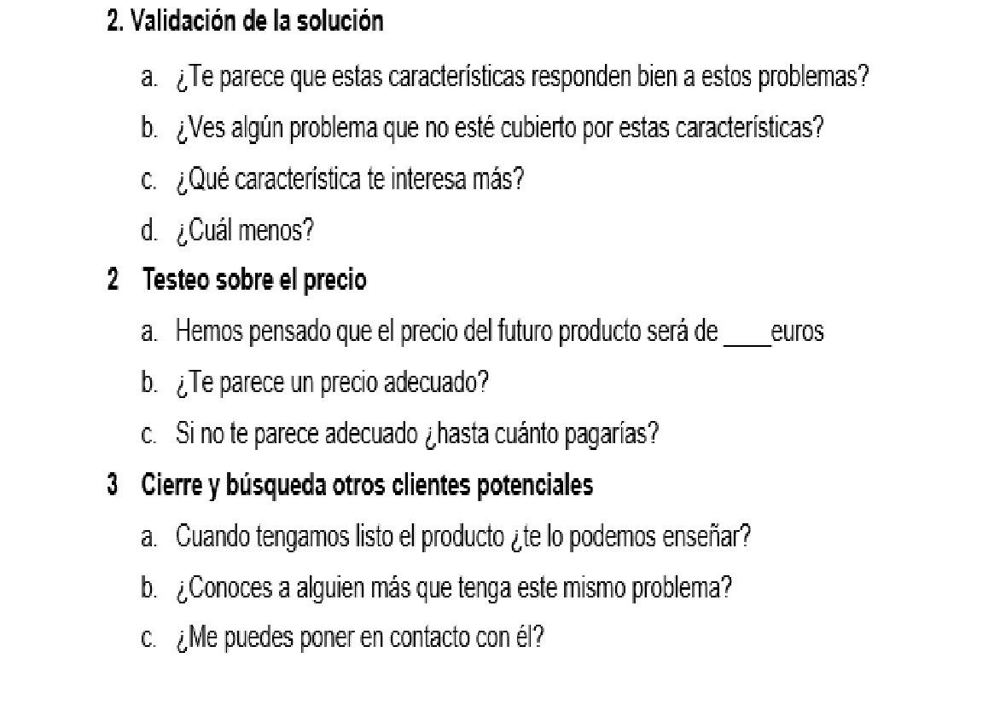 2. Validación de la solución
a. ¿Te parece que estas características responden bien a estos problemas?
b. ¿Ves algún problema que no esté cubierto por estas características?
c. ¿Qué característica te interesa más?
d. ¿Cuál menos?
2 Testeo sobre el precio
a. Hemos pensado que el precio del futuro producto será de ____euros
b. ¿Te parece un precio adecuado?
c. Si no te parece adecuado ¿hasta cuánto pagarías?
3 Cierre y búsqueda otros clientes potenciales
a. Cuando tengamos listo el producto ¿te lo podemos enseñar?
b. ¿Conoces a alguien más que tenga este mismo problema?
c. ¿Me puedes poner en contacto con él?